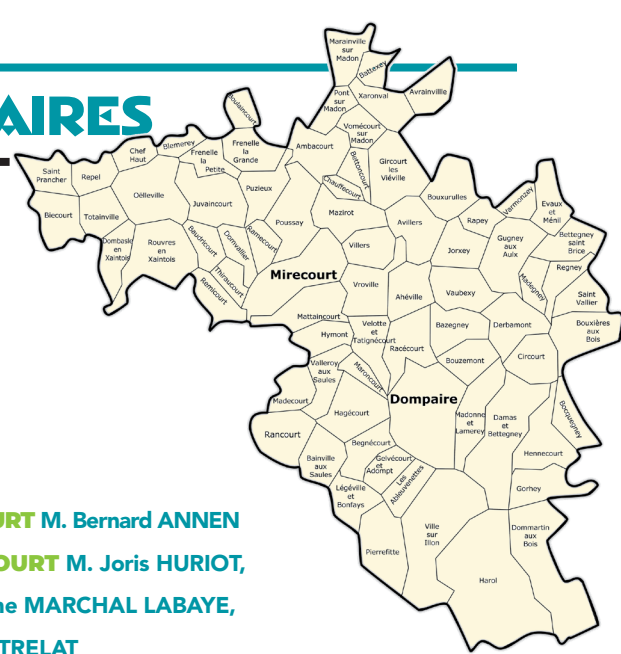 AIRES
Marainville
sur
Madon
Battexey
Pont
sur
Madon
Xaronval
Avrainvillle
Boulaincourt
Vomécourt
sur
Madon
Chef
Haut
Blemerey
Frenelle
la
Petite
Frenelle
la
Grande
Ambacourt
Bettoncourt
Gircourt
les
Viéville
Saint
Prancher
Repel
Oëlleville
Juvaincourt
Puzieux
Chauffecourt
Bouxurulles
Varmonzey
Evaux
et
Ménil
Blecourt
Totainville
Poussay
Mazirot
Avillers
Rapey
Dombasle
en
Xaintois
Rouvres
en
Xaintois
Baudricourt
Domvallier
Ramecourt
Villers
Jorxey
Gugney
aux
Aulx
Bettegney
saint
Brice
Thiraucourt
Remicourt
Mirecourt
Vroville
Ahéville
Vaubexy
Madegney
Regney
Saint
Vallier
Mattaincourt
Hymont
Velotte
et
Tatignécourt
Racécourt
Bazegney
Derbamont
Bouxières
aux
Bois
Valleroy
aux
Saules
Maroncourt
Bouzemont
Circourt
Madecourt
Hagécourt
Dompaire
Madonne
et
Lamerey
Damas
et
Bettegney
Bocquegney
Rancourt
Begnécourt
Bainville
aux
Saules
Gelvécourt
et
Adompt
Les
Ableuvenettes
Hennecourt
Légéville
et
Bonfays
Gorhey
Pierrefitte
Ville
sur
Illon
Dommartin
aux
Bois
Harol
URT M. Bernard ANNEN
OURT M. Joris HURIOT,
ne MARCHAL LABAYE,
TRELAT